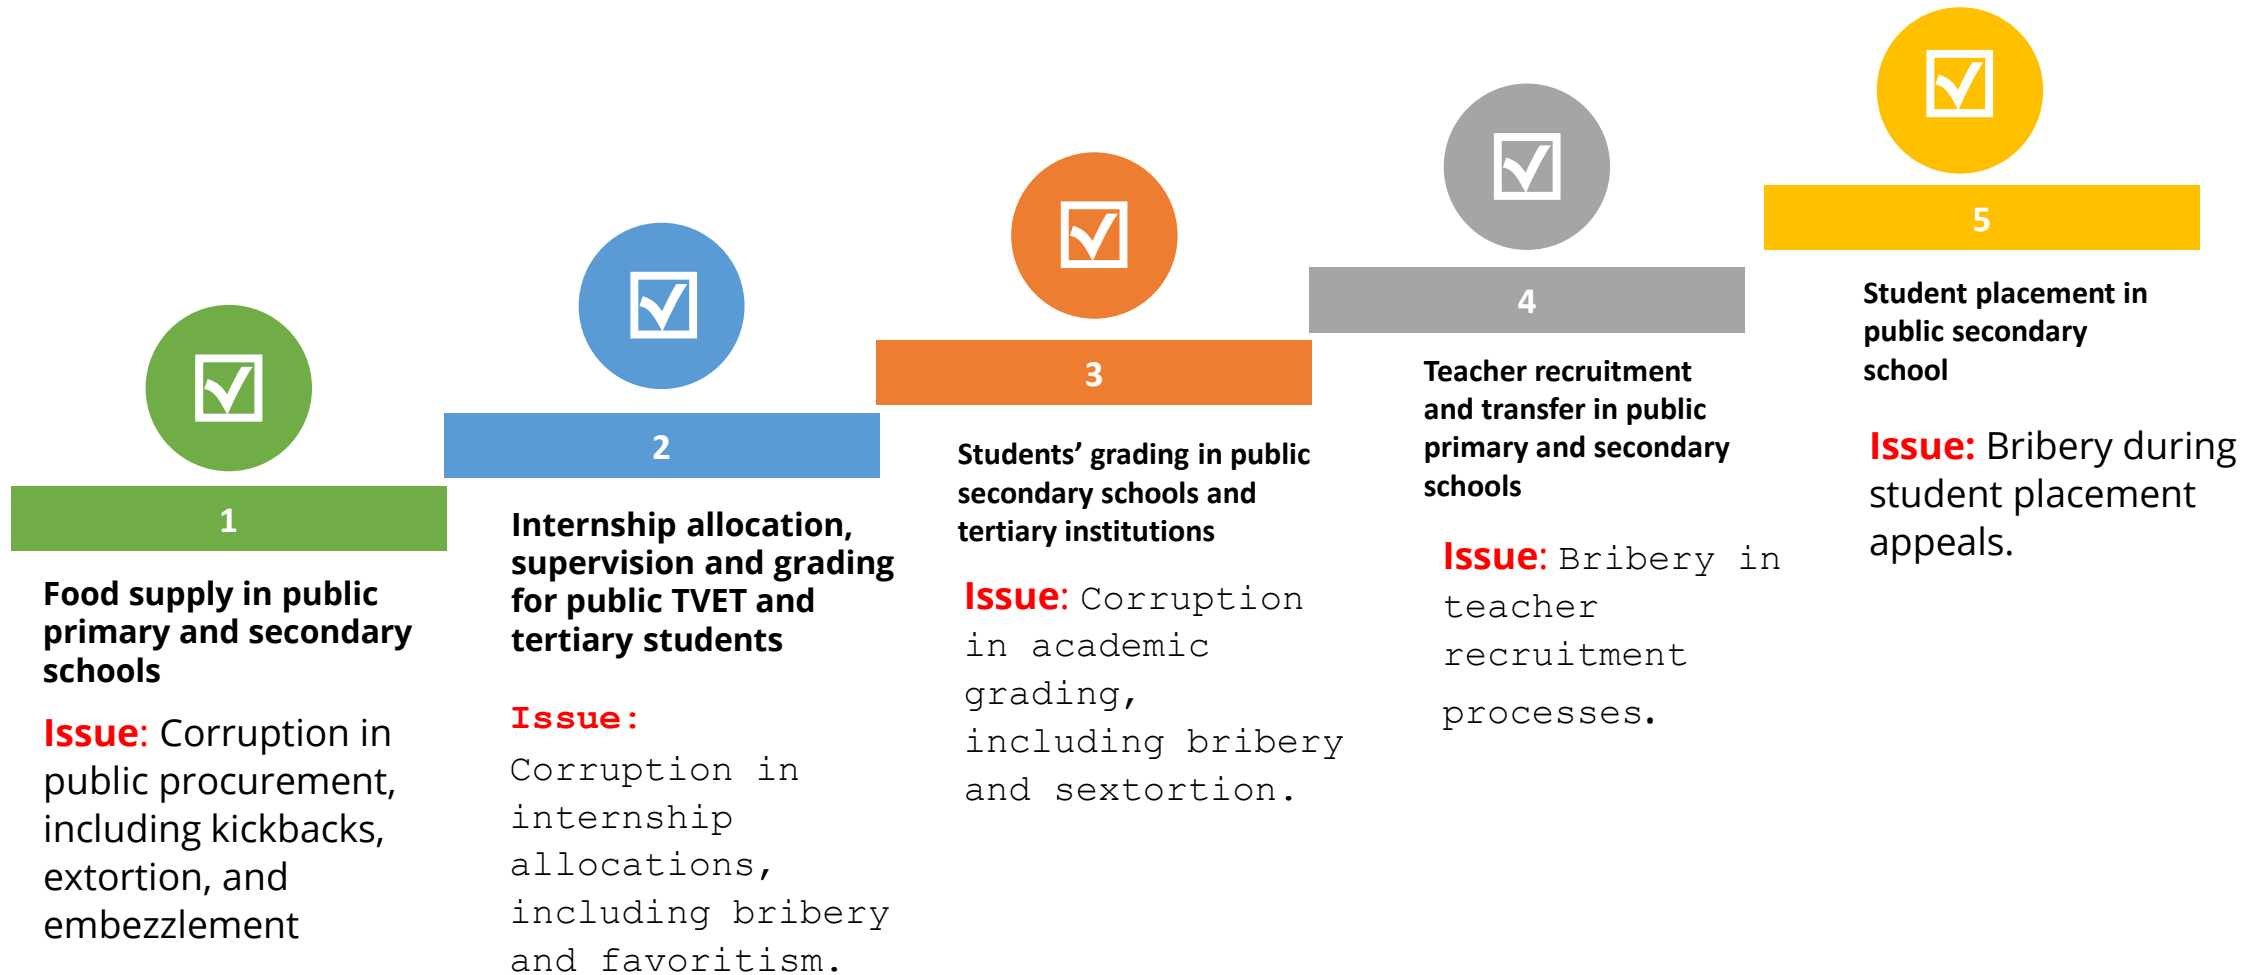 1
Food supply in public
primary and secondary
schools
Issue: Corruption in
public procurement,
including kickbacks,
extortion, and
embezzlement
2
Internship allocation,
supervision and grading
for public TVET and
tertiary students
Issue:
Corruption in
internship
allocations,
including bribery
and favoritism.
3
Students’ grading in public
secondary schools and
tertiary institutions
Issue: Corruption
in academic
grading,
including bribery
and sextortion.
4
Teacher recruitment
and transfer in public
primary and secondary
schools
Issue: Bribery in
teacher
recruitment
processes.
5
Student placement in
public secondary
school
Issue: Bribery during
student placement
appeals.